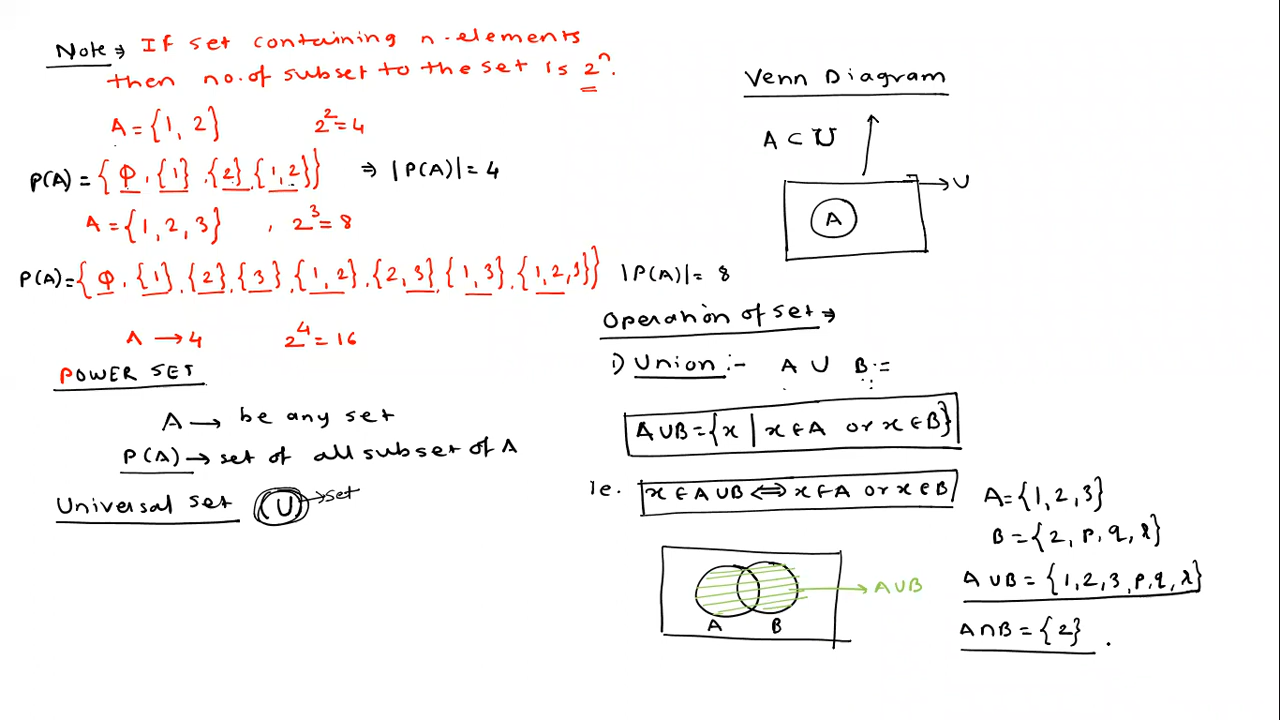 Note ⇒ If set containing n. elements
then no. of subset to the set is 2ⁿ.
A = {1, 2} 2² = 4
P(A) = { φ, {1}, {2}, {1, 2}} ⇒ |P(A)| = 4
A = {1, 2, 3} , 2³ = 8
P(A) = { φ, {1}, {2}, {3}, {1, 2}, {2, 3}, {1, 3}, {1, 2, 3}} |P(A)| = 8
A → 4 2⁴ = 16
POWER SET
A → be any set
P(A) → set of all subset of A
Universal set (U) → set
Venn Diagram
A ⊂ U
→ U
A
Operation of set ⇒
1) Union :- A ∪ B :=
A∪B = {x | x ∈ A or x ∈ B}
ie. x ∈ A∪B ⟺ x ∈ A or x ∈ B
→ A∪B
A B
A = {1, 2, 3}
B = {2, p, q, r}
A∪B = {1, 2, 3, p, q, r}
A∩B = {2} .